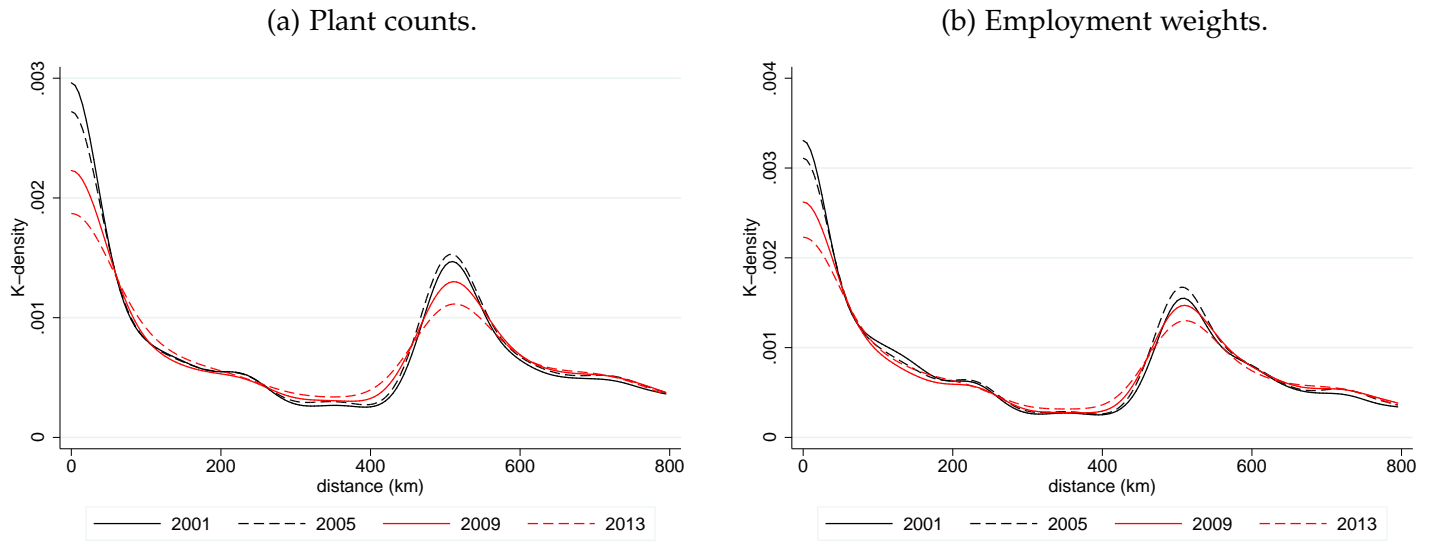 (a) Plant counts.
.003
.002
.001
0
K−density
0 200 400 600 800
distance (km)
2001 2005 2009 2013
(b) Employment weights.
.004
.003
.002
.001
0
K−density
0 200 400 600 800
distance (km)
2001 2005 2009 2013